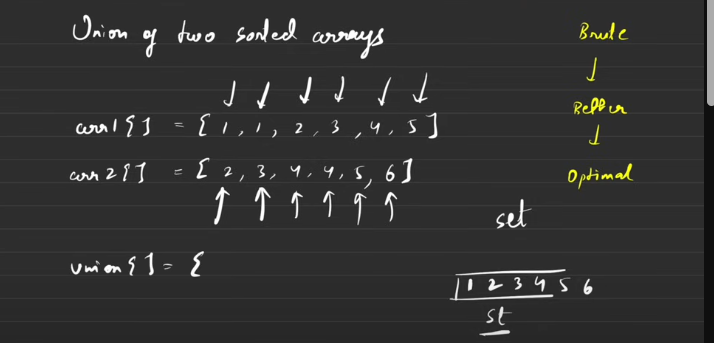 Union of two sorted arrays
Brute
Better
Optimal
arr1[] = [1, 1, 2, 3, 4, 5]
arr2[] = [2, 3, 4, 4, 5, 6]
set
union[] = {
1 2 3 4 5 6
st